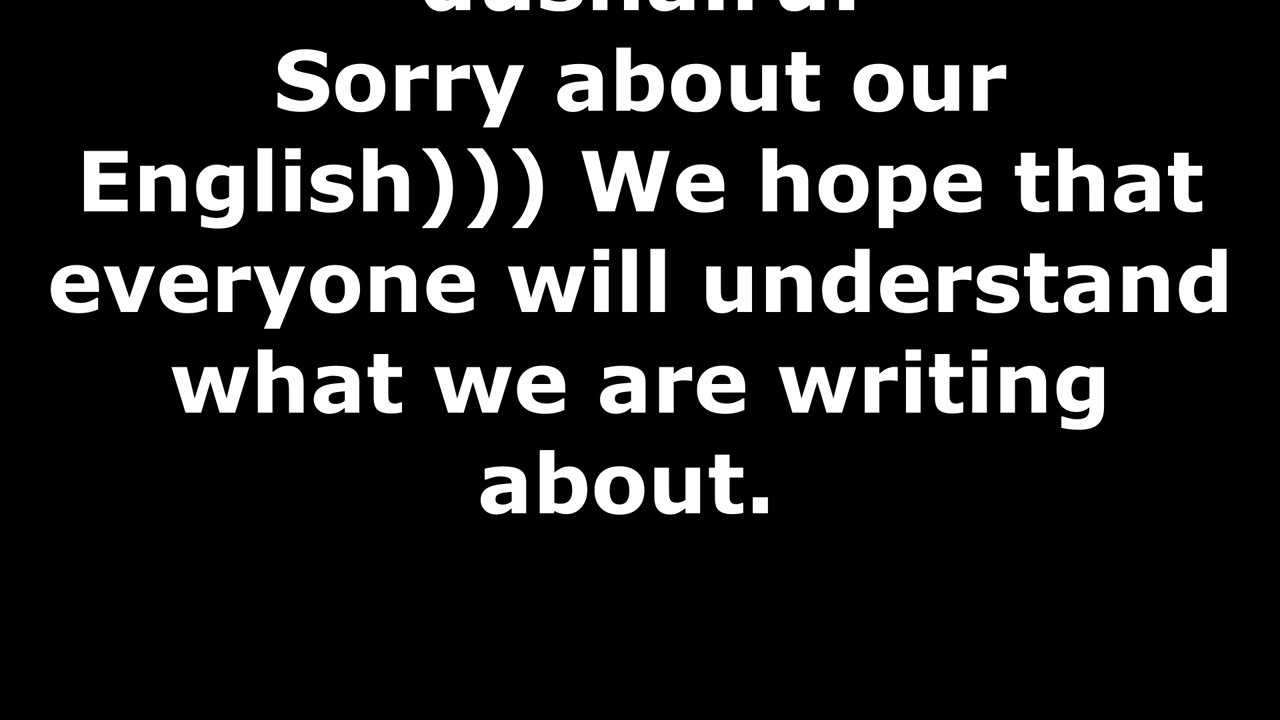 Sorry about our
English))) We hope that
everyone will understand
what we are writing
about.